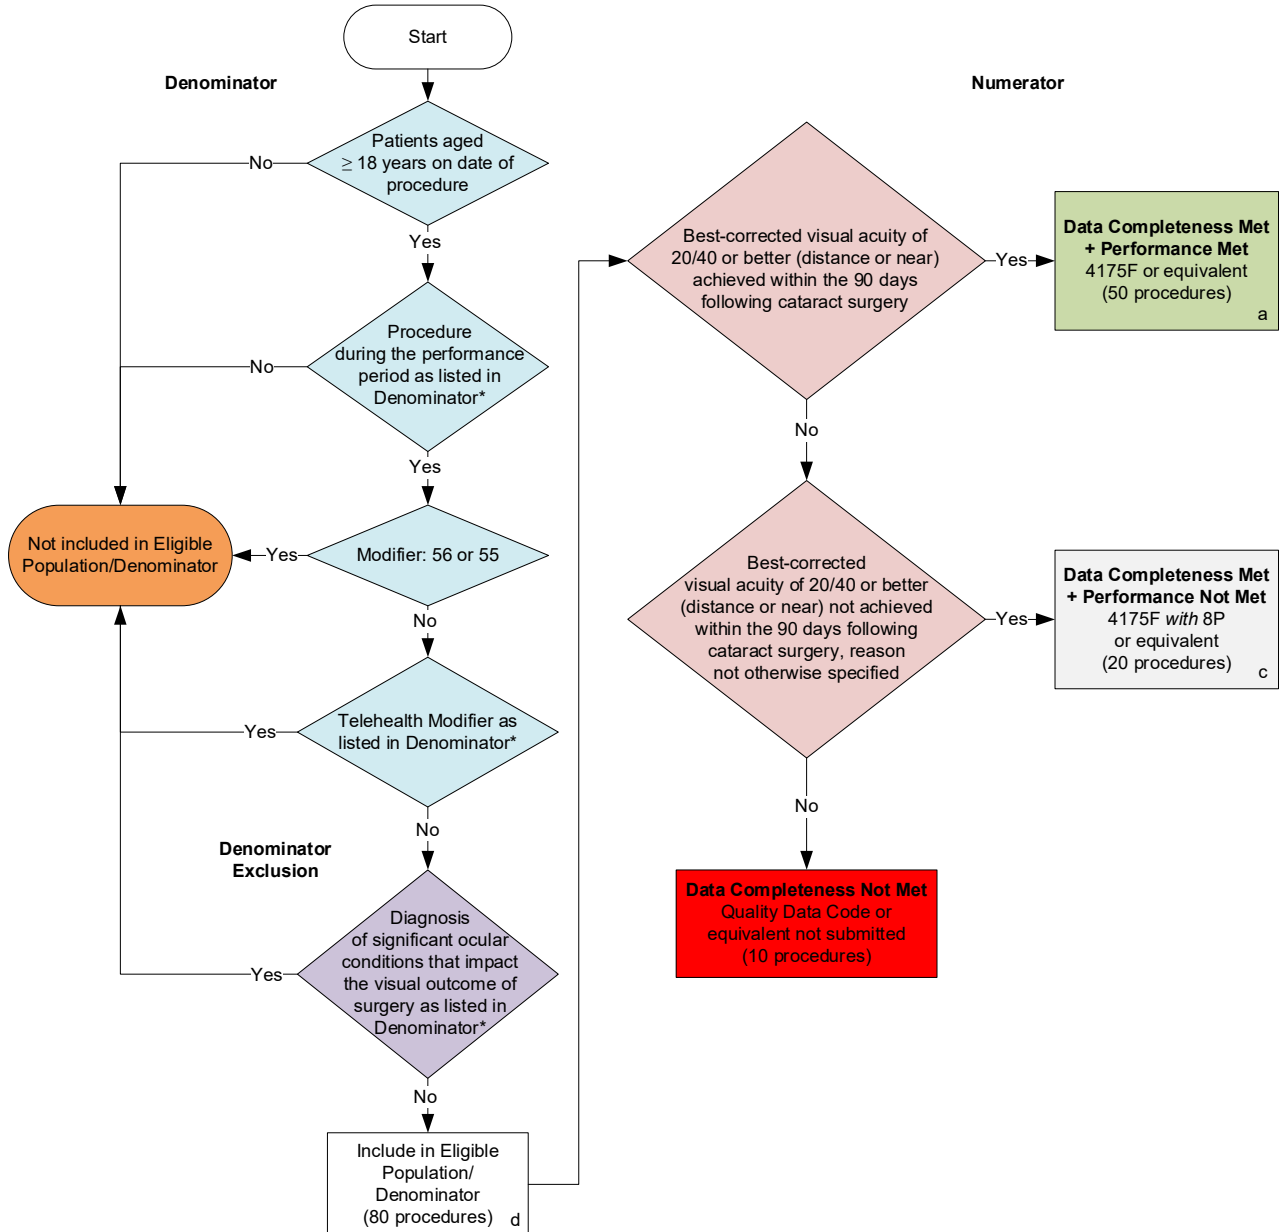 Start
Denominator
Numerator
Patients aged
≥ 18 years on date of
procedure
No
Yes
Procedure
during the performance
period as listed in
Denominator*
No
Yes
Modifier: 56 or 55
Yes
Not included in Eligible
Population/Denominator
No
Telehealth Modifier as
listed in Denominator*
Yes
No
Denominator
Exclusion
Diagnosis
of significant ocular
conditions that impact
the visual outcome of
surgery as listed in
Denominator*
Yes
No
Include in Eligible
Population/
Denominator
(80 procedures)
d
Best-corrected visual acuity of
20/40 or better (distance or near)
achieved within the 90 days
following cataract surgery
Yes
Data Completeness Met
+ Performance Met
4175F or equivalent
(50 procedures)
a
No
Best-corrected
visual acuity of 20/40 or better
(distance or near) not achieved
within the 90 days following
cataract surgery, reason
not otherwise specified
Yes
Data Completeness Met
+ Performance Not Met
4175F with 8P
or equivalent
(20 procedures)
c
No
Data Completeness Not Met
Quality Data Code or
equivalent not submitted
(10 procedures)